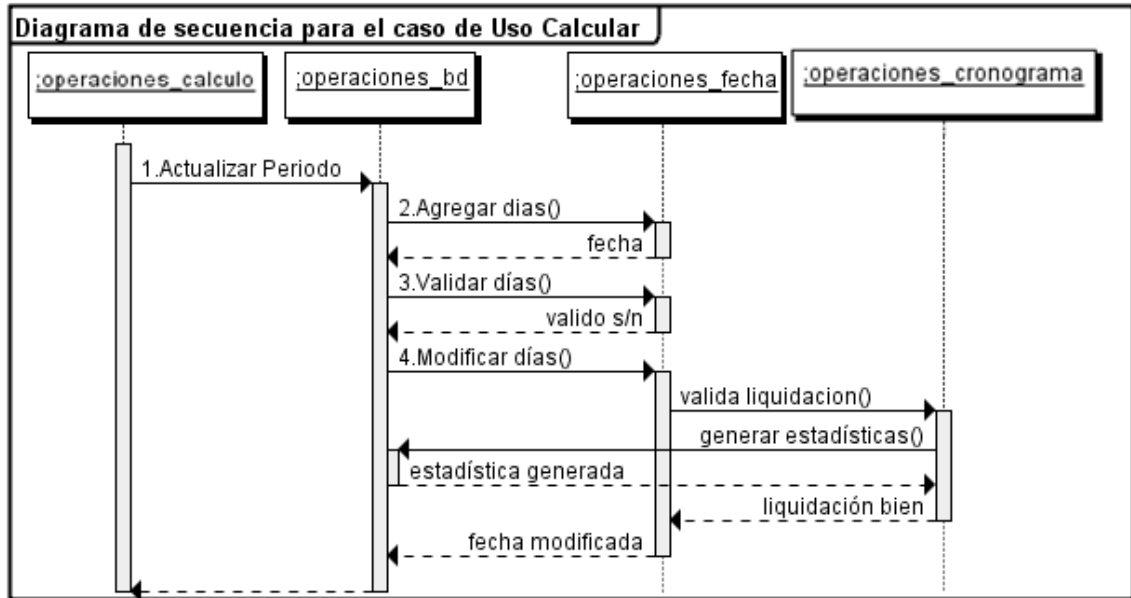 Diagrama de secuencia para el caso de Uso Calcular
;operaciones_calculo
;operaciones_bd
;operaciones_fecha
;operaciones_cronograma
1.Actualizar Periodo
2.Agregar dias()
fecha
3.Validar días()
valido s/n
4.Modificar días()
valida liquidacion()
generar estadísticas()
estadística generada
liquidación bien
fecha modificada